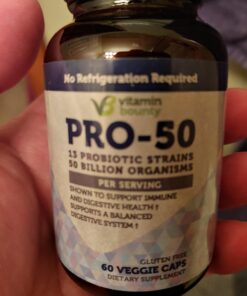 No Refrigeration Required
VB vitamin
bounty
PRO-50
13 PROBIOTIC STRAINS
50 BILLION ORGANISMS
PER SERVING
SHOWN TO SUPPORT IMMUNE
AND DIGESTIVE HEALTH †
SUPPORTS A BALANCED
DIGESTIVE SYSTEM †
GLUTEN FREE
60 VEGGIE CAPS
DIETARY SUPPLEMENT